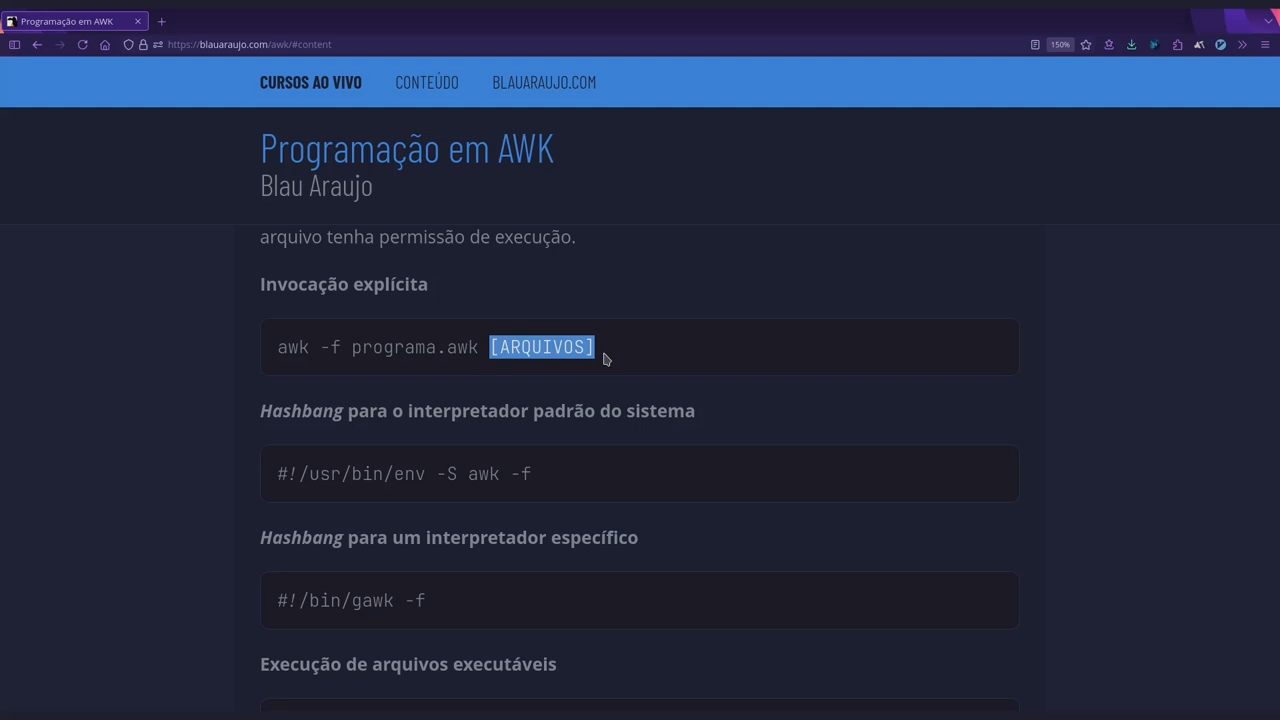 Programação em AWK
https://blauaraujo.com/awk/#content
150%
CURSOS AO VIVO CONTEÚDO BLAUARAUJO.COM
Programação em AWK
Blau Araujo
arquivo tenha permissão de execução.
Invocação explícita
awk -f programa.awk [ARQUIVOS]
Hashbang para o interpretador padrão do sistema
#!/usr/bin/env -S awk -f
Hashbang para um interpretador específico
#!/bin/gawk -f
Execução de arquivos executáveis